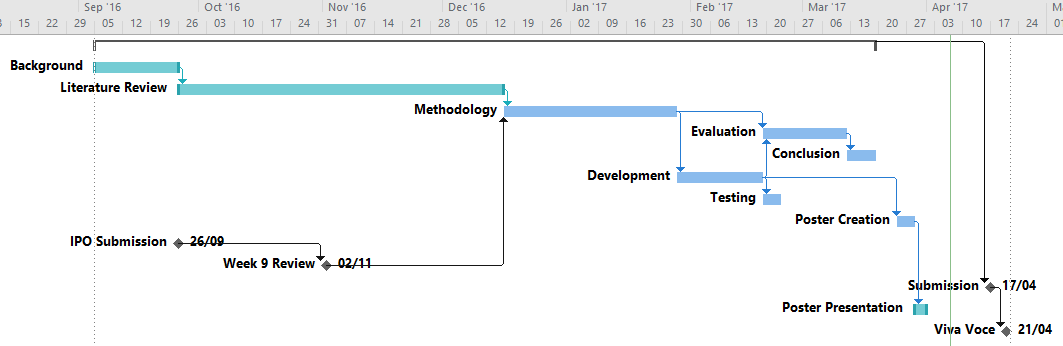 Sep '16 Oct '16 Nov '16 Dec '16 Jan '17 Feb '17 Mar '17 Apr '17
15 22 29 05 12 19 26 03 10 17 24 31 07 14 21 28 05 12 19 26 02 09 16 23 30 06 13 20 27 06 13 20 27 03 10 17 24
Background
Literature Review
Methodology
Evaluation
Conclusion
Development
Testing
Poster Creation
IPO Submission 26/09
Week 9 Review 02/11
Submission 17/04
Poster Presentation
Viva Voce 21/04